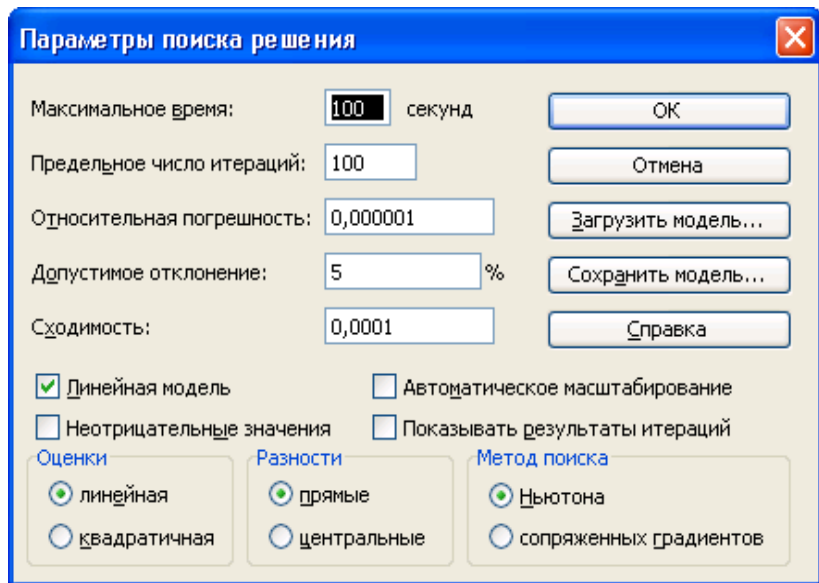 Параметры поиска решения
Максимальное время: 100 секунд
OK
Предельное число итераций: 100
Отмена
Относительная погрешность: 0,000001
Загрузить модель...
Допустимое отклонение: 5 %
Сохранить модель...
Сходимость: 0,0001
Справка
Линейная модель
Автоматическое масштабирование
Неотрицательные значения
Показывать результаты итераций
Оценки
линейная
квадратичная
Разности
прямые
центральные
Метод поиска
Ньютона
сопряженных градиентов